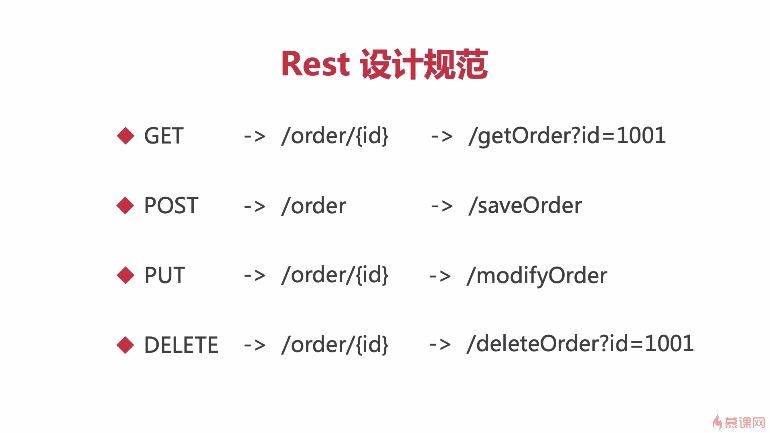 Rest 设计规范
◆ GET -> /order/{id} -> /getOrder?id=1001
◆ POST -> /order -> /saveOrder
◆ PUT -> /order/{id} -> /modifyOrder
◆ DELETE -> /order/{id} -> /deleteOrder?id=1001
慕课网